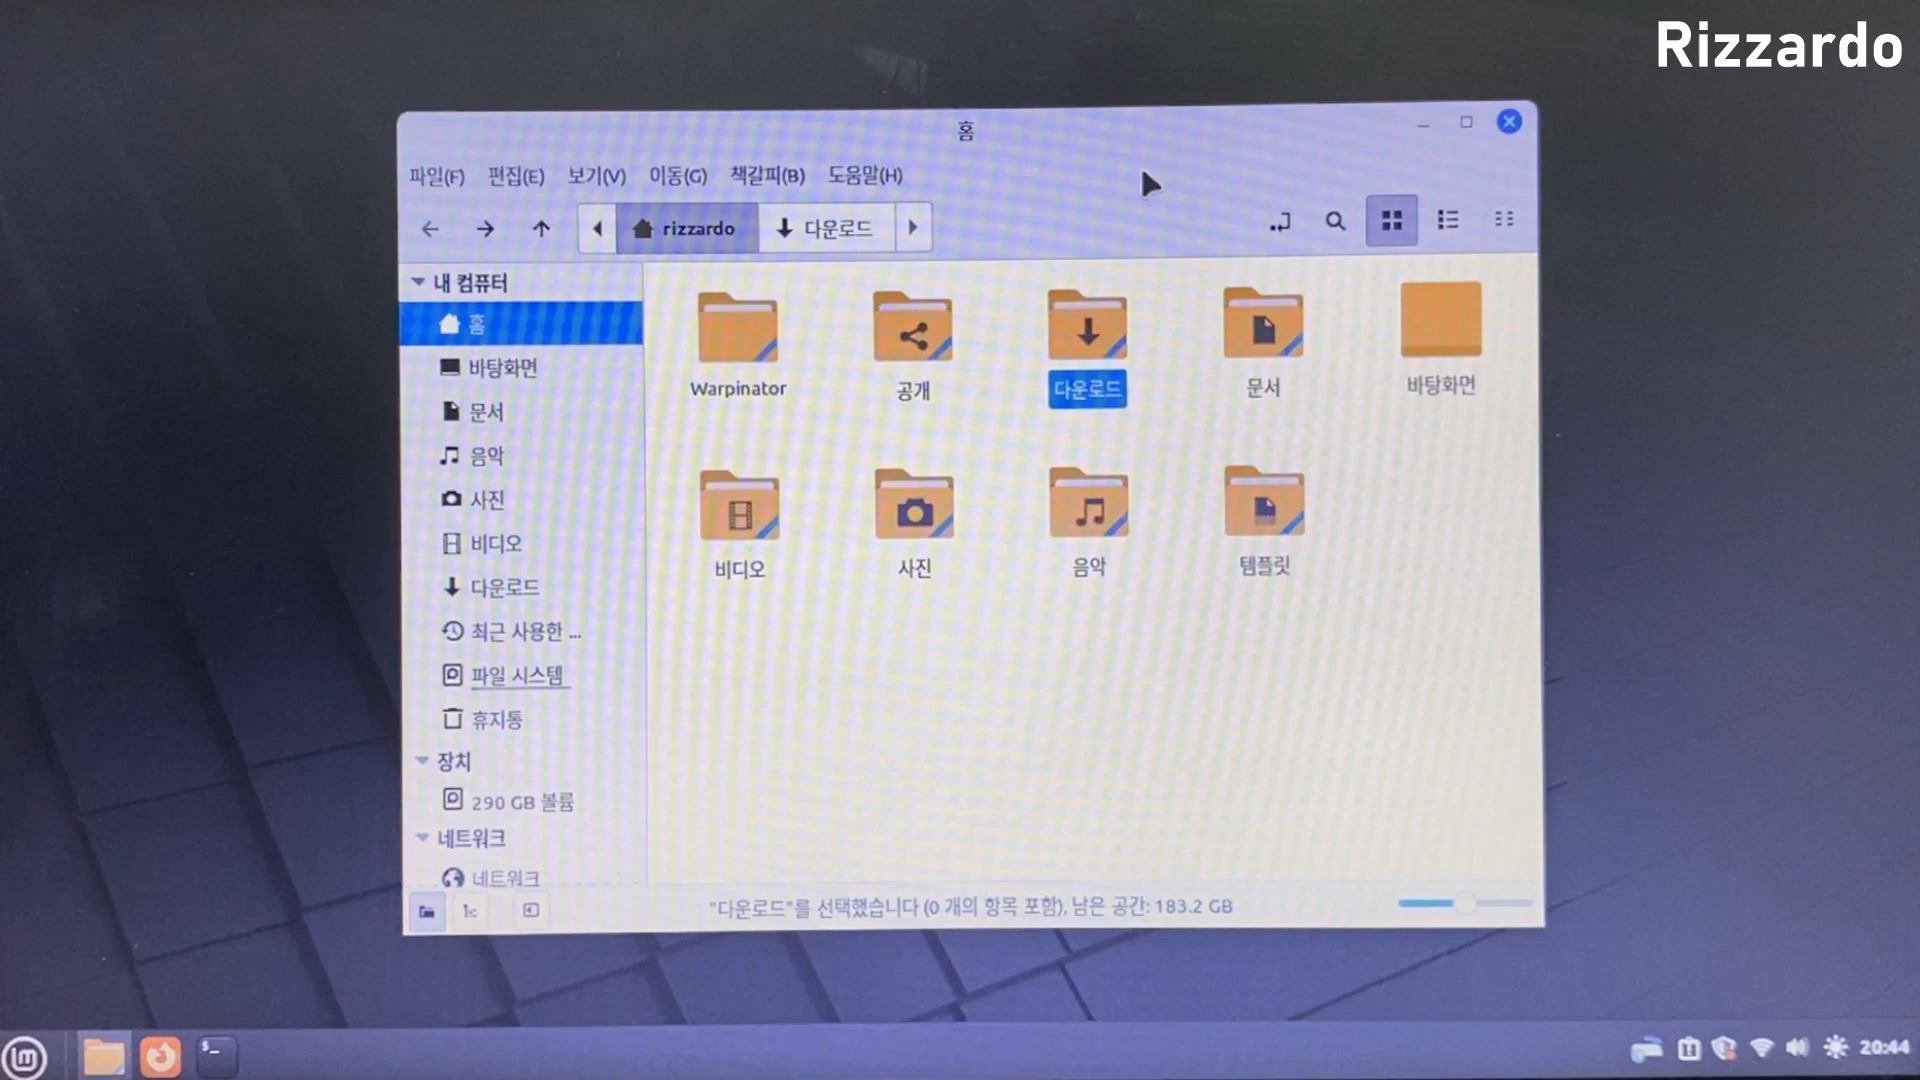 Rizzardo
홈
파일(F) 편집(E) 보기(V) 이동(G) 책갈피(B) 도움말(H)
rizzardo 다운로드
내 컴퓨터
홈
바탕화면
문서
음악
사진
비디오
다운로드
최근 사용한 ...
파일 시스템
휴지통
장치
290 GB 볼륨
네트워크
네트워크
Warpinator 공개 다운로드 문서 바탕화면
비디오 사진 음악 템플릿
"다운로드"를 선택했습니다 (0 개의 항목 포함), 남은 공간: 183.2 GB
20:44